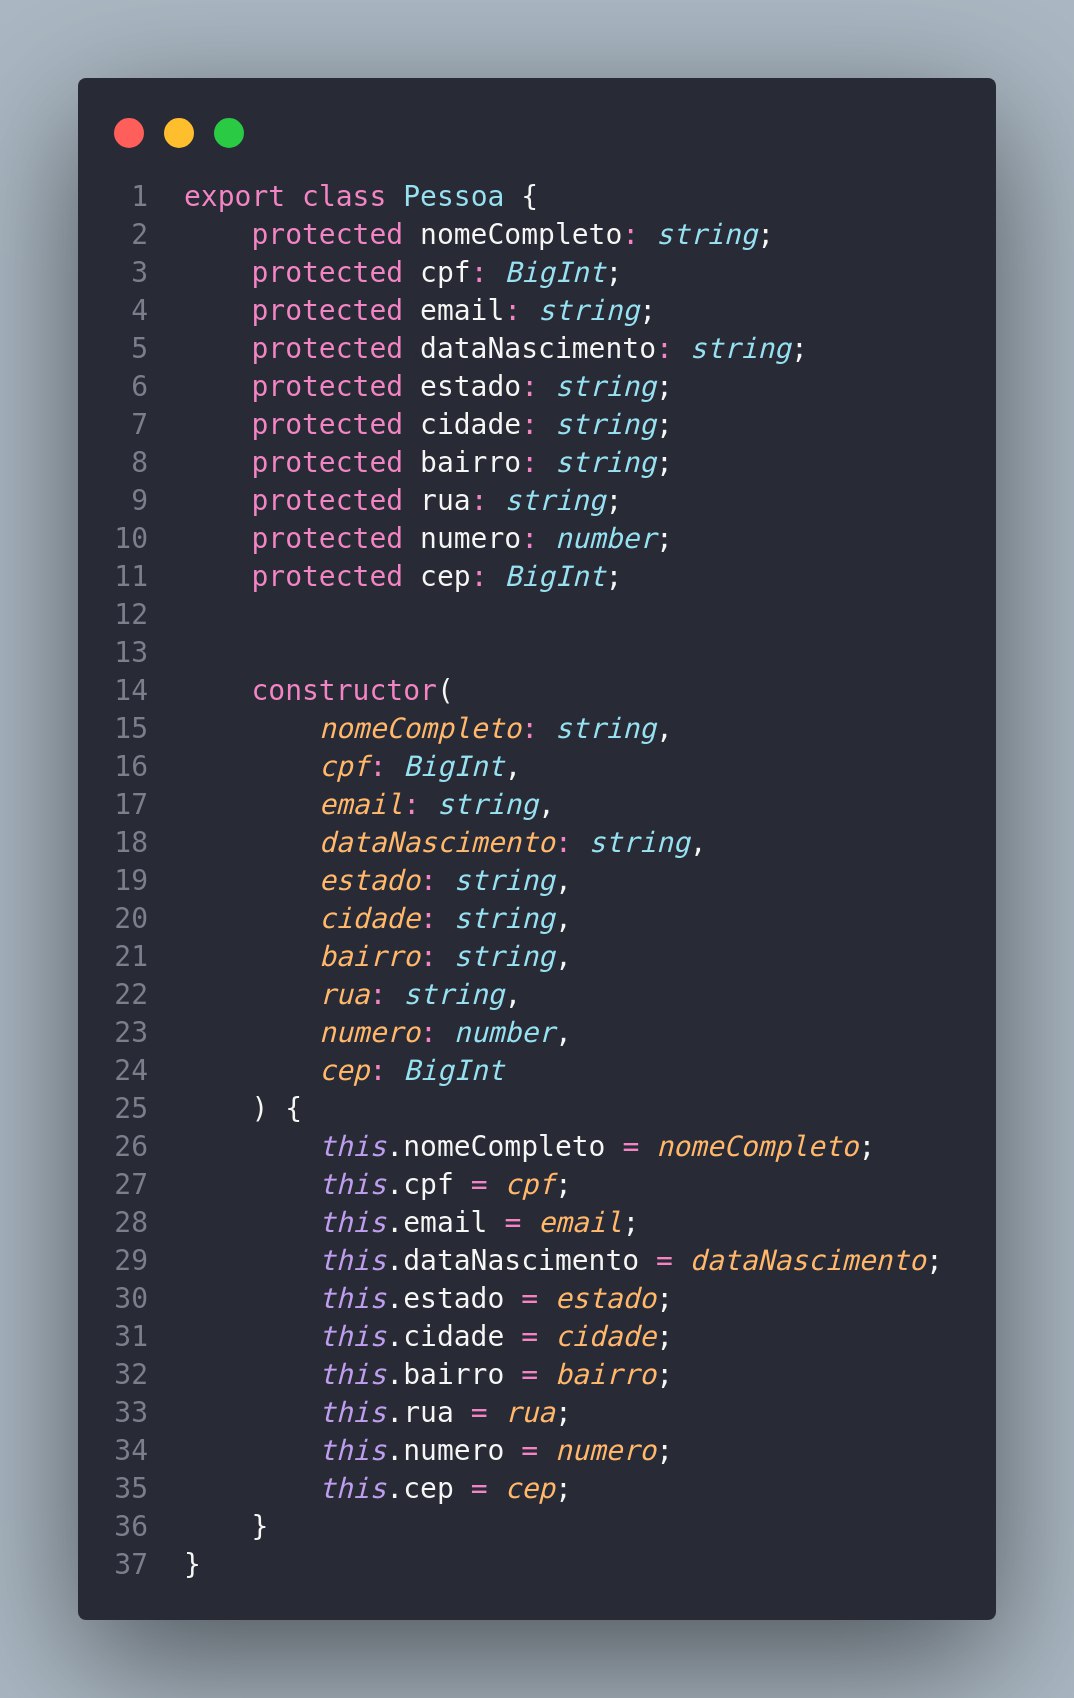 1 export class Pessoa {
2     protected nomeCompleto: string;
3     protected cpf: BigInt;
4     protected email: string;
5     protected dataNascimento: string;
6     protected estado: string;
7     protected cidade: string;
8     protected bairro: string;
9     protected rua: string;
10     protected numero: number;
11     protected cep: BigInt;
12
13
14     constructor(
15         nomeCompleto: string,
16         cpf: BigInt,
17         email: string,
18         dataNascimento: string,
19         estado: string,
20         cidade: string,
21         bairro: string,
22         rua: string,
23         numero: number,
24         cep: BigInt
25     ) {
26         this.nomeCompleto = nomeCompleto;
27         this.cpf = cpf;
28         this.email = email;
29         this.dataNascimento = dataNascimento;
30         this.estado = estado;
31         this.cidade = cidade;
32         this.bairro = bairro;
33         this.rua = rua;
34         this.numero = numero;
35         this.cep = cep;
36     }
37 }